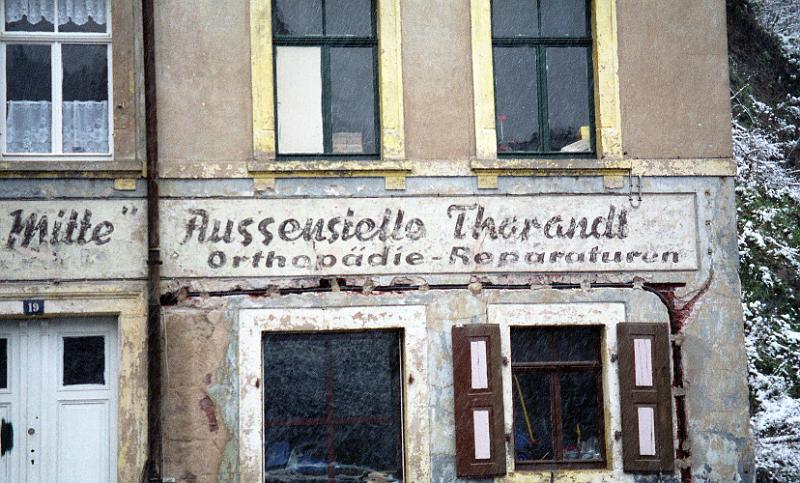 Mitte" Aussenstelle Tharandt
Orthopädie-Reparaturen
19